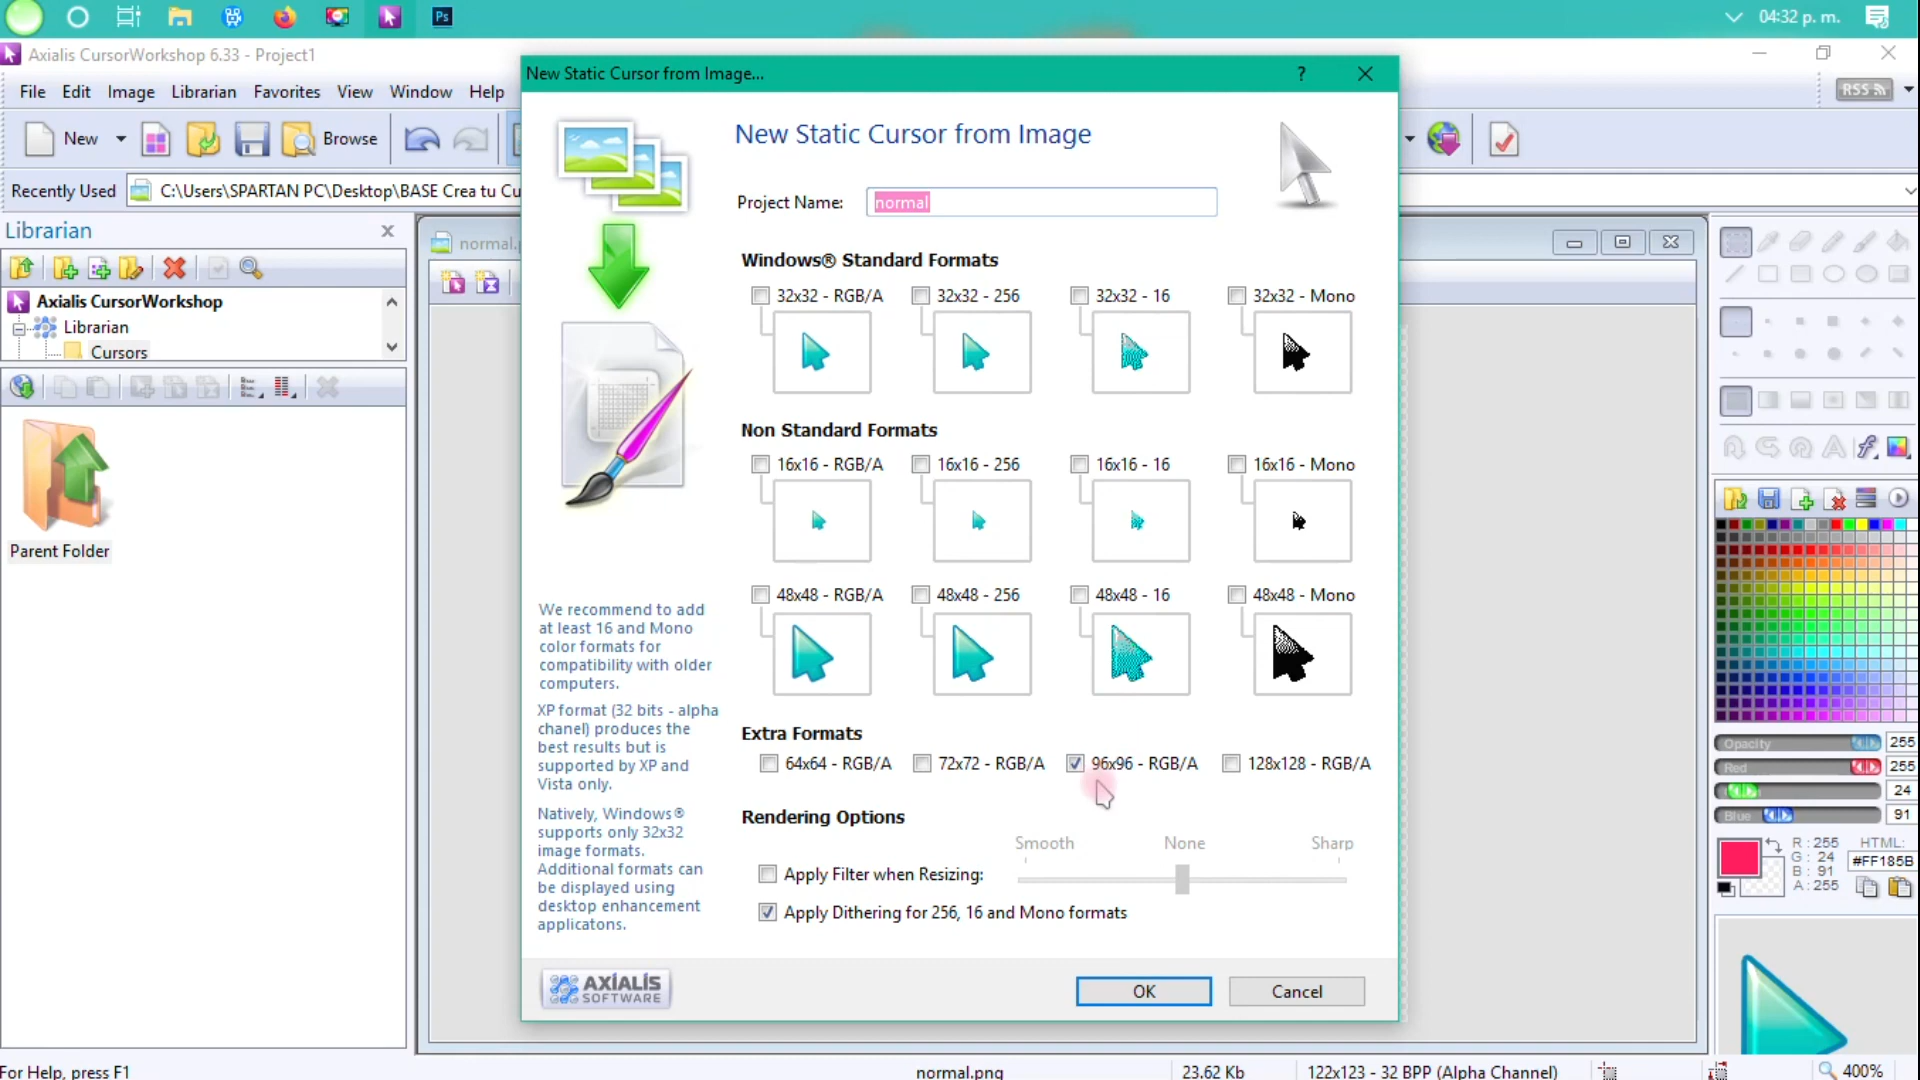 Ps
04:32 p. m.
Axialis CursorWorkshop 6.33 - Project1
File Edit Image Librarian Favorites View Window Help
RSS
New
Browse
Recently Used C:\Users\SPARTAN PC\Desktop\BASE Crea tu Cu
Librarian
Axialis CursorWorkshop
Librarian
Cursors
Parent Folder
normal.
New Static Cursor from Image...
?
New Static Cursor from Image
Project Name: normal
Windows® Standard Formats
32x32 - RGB/A 32x32 - 256 32x32 - 16 32x32 - Mono
Non Standard Formats
16x16 - RGB/A 16x16 - 256 16x16 - 16 16x16 - Mono
48x48 - RGB/A 48x48 - 256 48x48 - 16 48x48 - Mono
We recommend to add
at least 16 and Mono
color formats for
compatibility with older
computers.
XP format (32 bits - alpha
chanel) produces the
best results but is
supported by XP and
Vista only.
Natively, Windows®
supports only 32x32
image formats.
Additional formats can
be displayed using
desktop enhancement
applicatons.
Extra Formats
64x64 - RGB/A 72x72 - RGB/A 96x96 - RGB/A 128x128 - RGB/A
Rendering Options
Smooth None Sharp
Apply Filter when Resizing:
Apply Dithering for 256, 16 and Mono formats
AXIALIS
SOFTWARE
OK Cancel
Opacity 255
Red 255
24
Blue 91
R : 255 HTML:
G : 24 #FF185B
B : 91
A : 255
For Help, press F1 normal.png 23.62 Kb 122x123 - 32 BPP (Alpha Channel) 400%